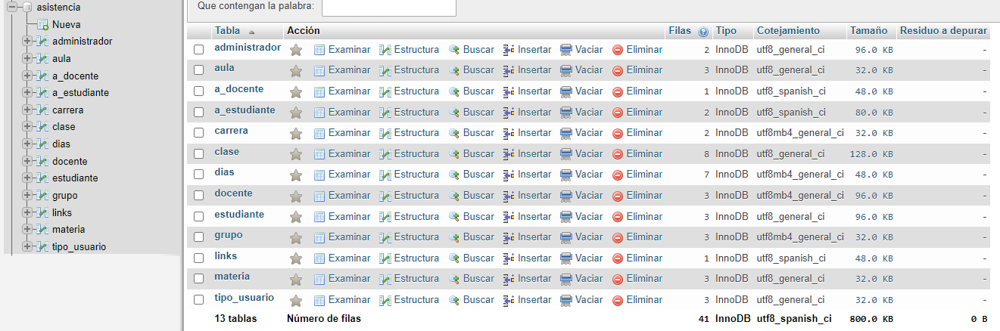 asistencia
Nueva
administrador
aula
a_docente
a_estudiante
carrera
clase
dias
docente
estudiante
grupo
links
materia
tipo_usuario
Que contengan la palabra:
Tabla Acción Filas Tipo Cotejamiento Tamaño Residuo a depurar
administrador Examinar Estructura Buscar Insertar Vaciar Eliminar 2 InnoDB utf8_general_ci 96.0 KB -
aula Examinar Estructura Buscar Insertar Vaciar Eliminar 3 InnoDB utf8_general_ci 32.0 KB -
a_docente Examinar Estructura Buscar Insertar Vaciar Eliminar 1 InnoDB utf8_spanish_ci 48.0 KB -
a_estudiante Examinar Estructura Buscar Insertar Vaciar Eliminar 2 InnoDB utf8_spanish_ci 80.0 KB -
carrera Examinar Estructura Buscar Insertar Vaciar Eliminar 2 InnoDB utf8mb4_general_ci 32.0 KB -
clase Examinar Estructura Buscar Insertar Vaciar Eliminar 8 InnoDB utf8_general_ci 128.0 KB -
dias Examinar Estructura Buscar Insertar Vaciar Eliminar 7 InnoDB utf8mb4_general_ci 48.0 KB -
docente Examinar Estructura Buscar Insertar Vaciar Eliminar 3 InnoDB utf8mb4_general_ci 96.0 KB -
estudiante Examinar Estructura Buscar Insertar Vaciar Eliminar 3 InnoDB utf8_general_ci 96.0 KB -
grupo Examinar Estructura Buscar Insertar Vaciar Eliminar 3 InnoDB utf8mb4_general_ci 32.0 KB -
links Examinar Estructura Buscar Insertar Vaciar Eliminar 1 InnoDB utf8_spanish_ci 48.0 KB -
materia Examinar Estructura Buscar Insertar Vaciar Eliminar 3 InnoDB utf8_general_ci 32.0 KB -
tipo_usuario Examinar Estructura Buscar Insertar Vaciar Eliminar 3 InnoDB utf8_general_ci 32.0 KB -
13 tablas Número de filas 41 InnoDB utf8_spanish_ci 800.0 KB 0 B